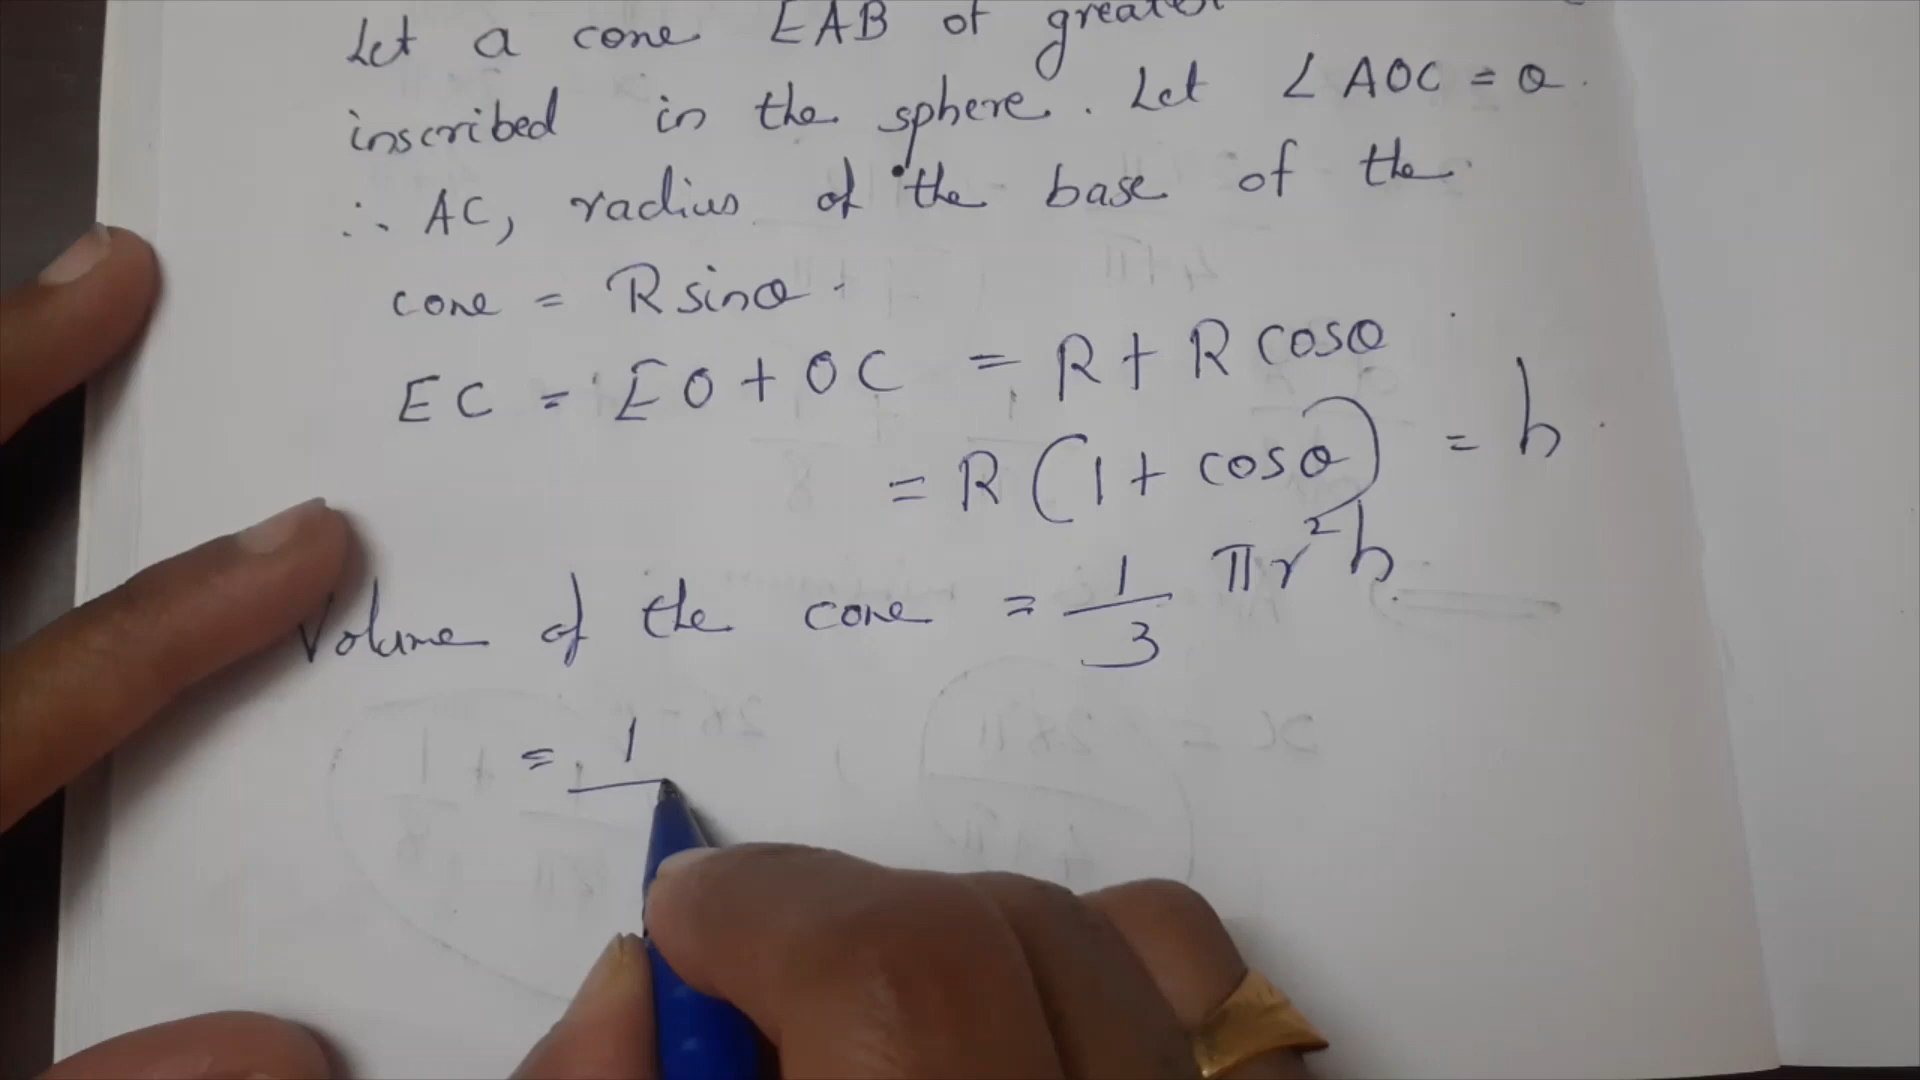 Let a cone EAB of greater
inscribed in the sphere. Let ∠AOC = θ.
∴ AC, radius of the base of the
cone = R sinθ.
EC = EO + OC = R + R cosθ
= R (1 + cosθ) = h.
Volume of the cone = 1/3 πr²h
= 1